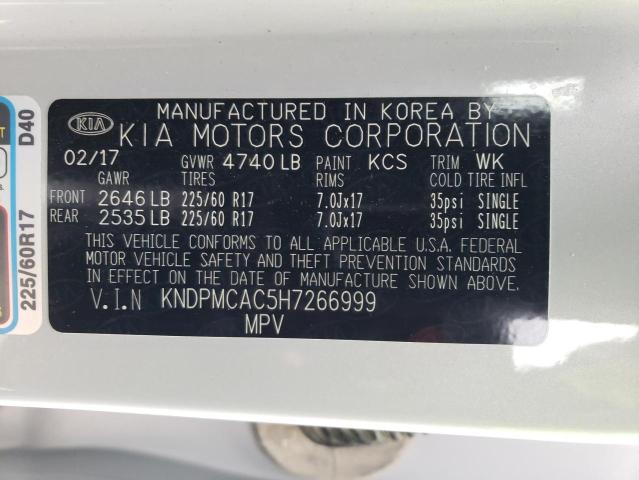 MANUFACTURED IN KOREA BY
KIA KIA MOTORS CORPORATION
02/17 GVWR 4740 LB PAINT KCS TRIM WK
GAWR TIRES RIMS COLD TIRE INFL
FRONT 2646 LB 225/60 R17 7.0Jx17 35psi SINGLE
REAR 2535 LB 225/60 R17 7.0Jx17 35psi SINGLE
THIS VEHICLE CONFORMS TO ALL APPLICABLE U.S.A. FEDERAL
MOTOR VEHICLE SAFETY AND THEFT PREVENTION STANDARDS
IN EFFECT ON THE DATE OF MANUFACTURE SHOWN ABOVE.
V.I.N KNDPMCAC5H7266999
MPV
225/60R17 D40